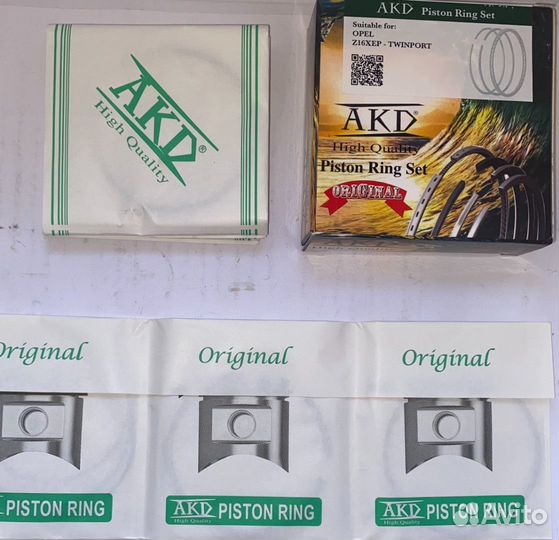 AKD®
High Quality
AKD Piston Ring Set
Suitable for:
OPEL
Z16XEP - TWINPORT
AKD®
High Quality
Piston Ring Set
ORIGINAL
Original
Original
Original
PISTON RING
AKD PISTON RING
High Quality
AKD PISTON RING
High Quality
Avito